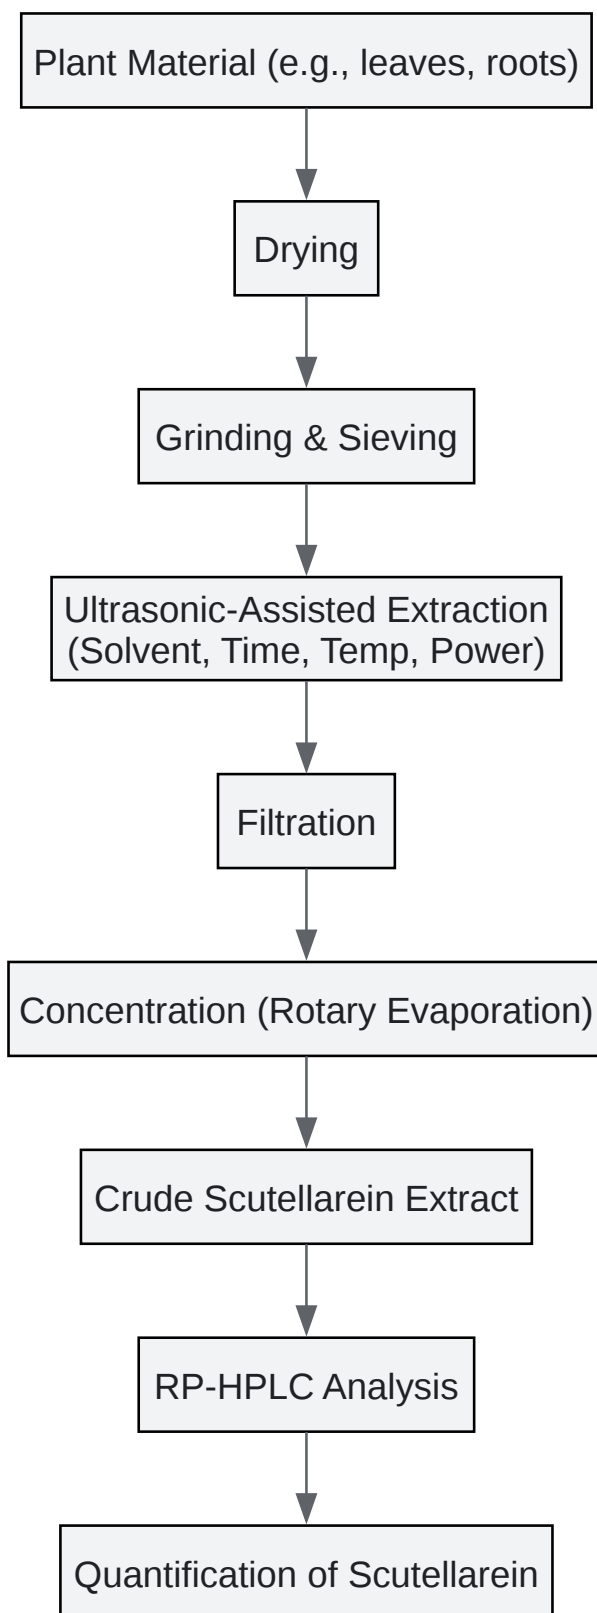 Plant Material (e.g., leaves, roots)
Drying
Grinding & Sieving
Ultrasonic-Assisted Extraction
(Solvent, Time, Temp, Power)
Filtration
Concentration (Rotary Evaporation)
Crude Scutellarein Extract
RP-HPLC Analysis
Quantification of Scutellarein